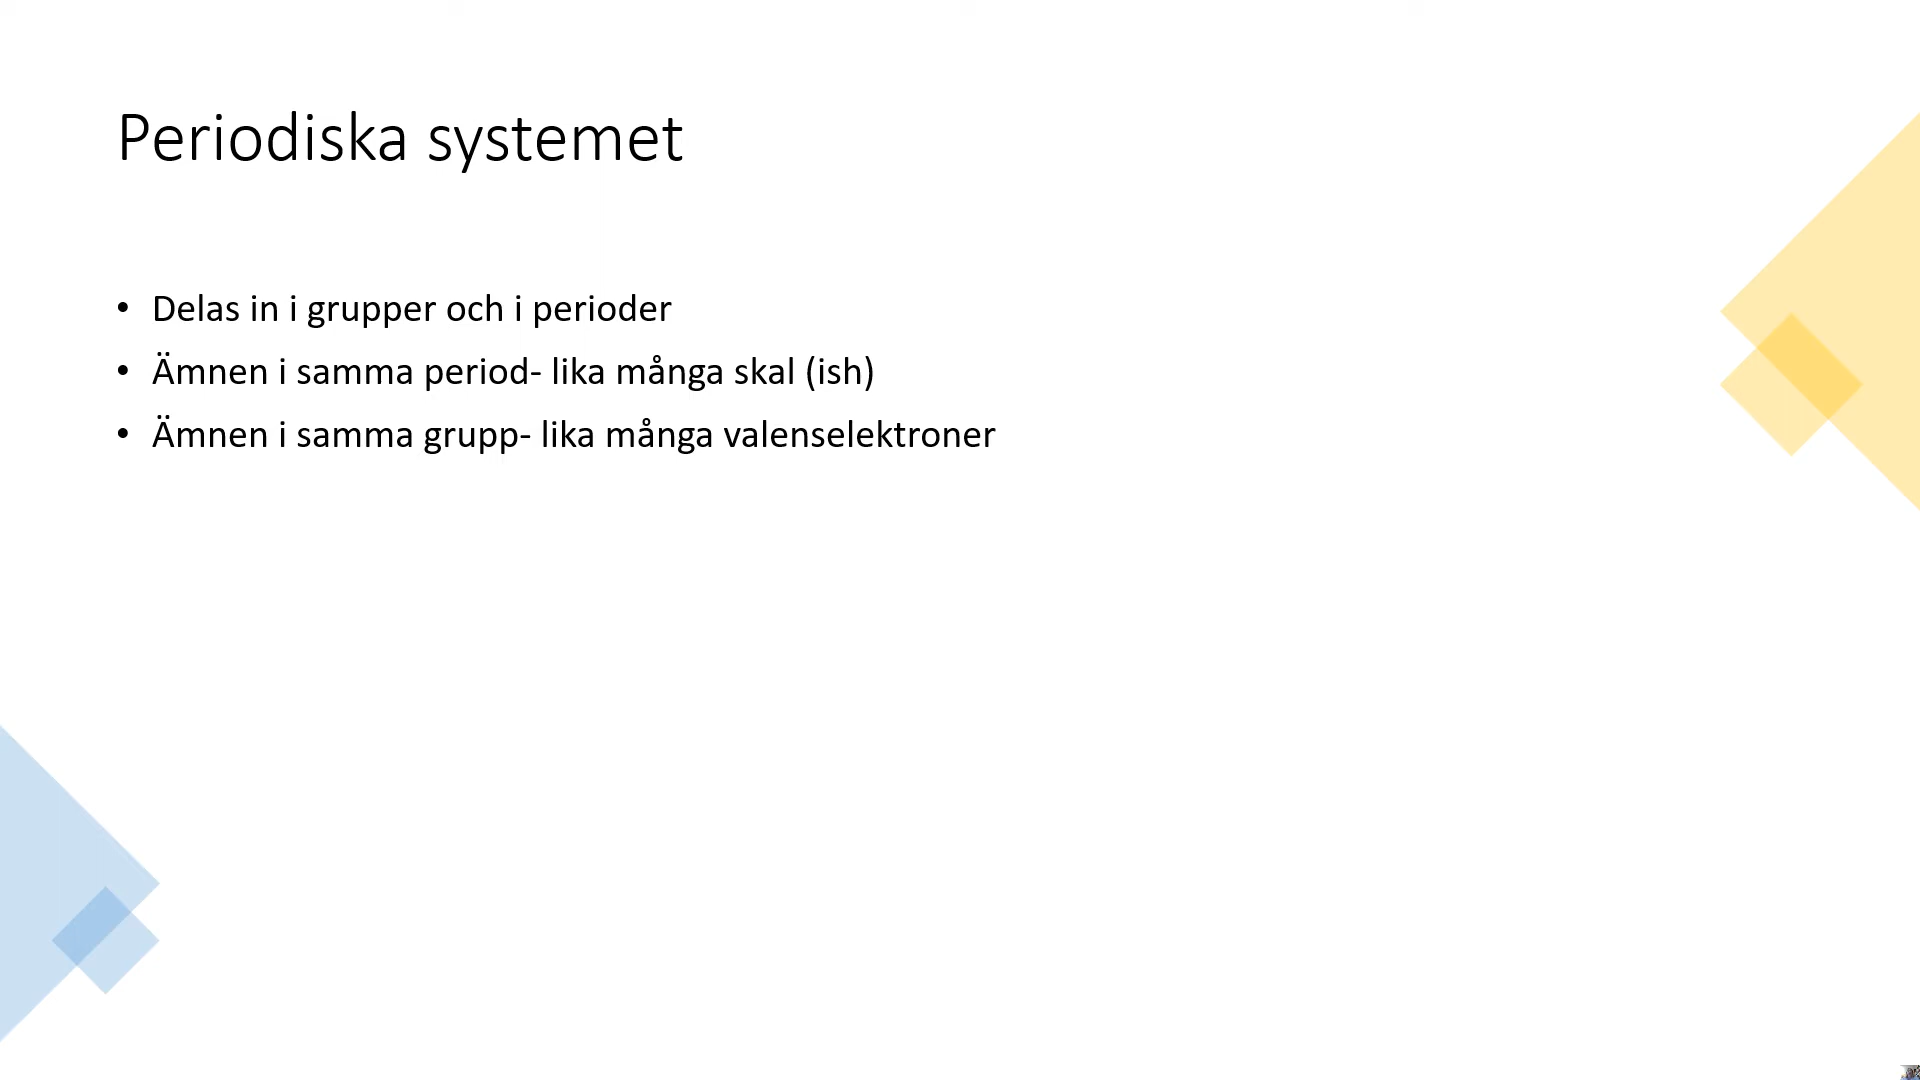 Periodiska systemet
• Delas in i grupper och i perioder
• Ämnen i samma period- lika många skal (ish)
• Ämnen i samma grupp- lika många valenselektroner